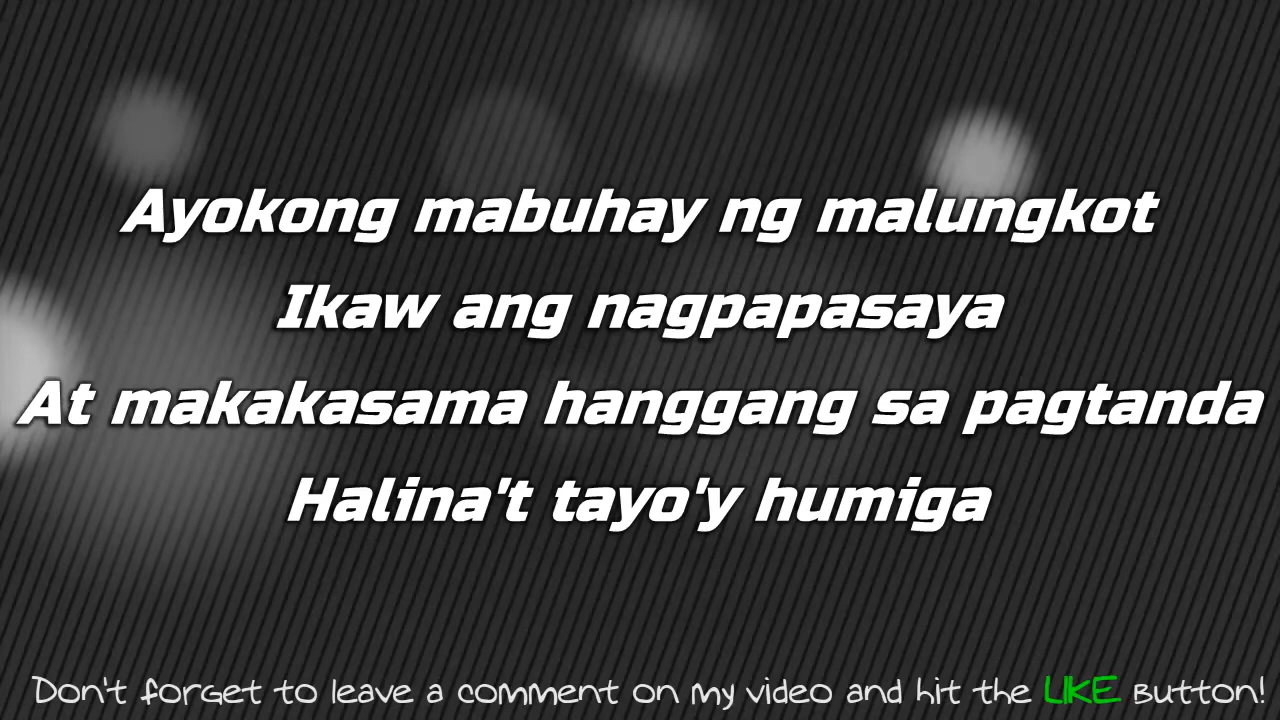 Ayokong mabuhay ng malungkot
Ikaw ang nagpapasaya
At makakasama hanggang sa pagtanda
Halina't tayo'y humiga
Don't forget to leave a comment on my video and hit the LIKE button!